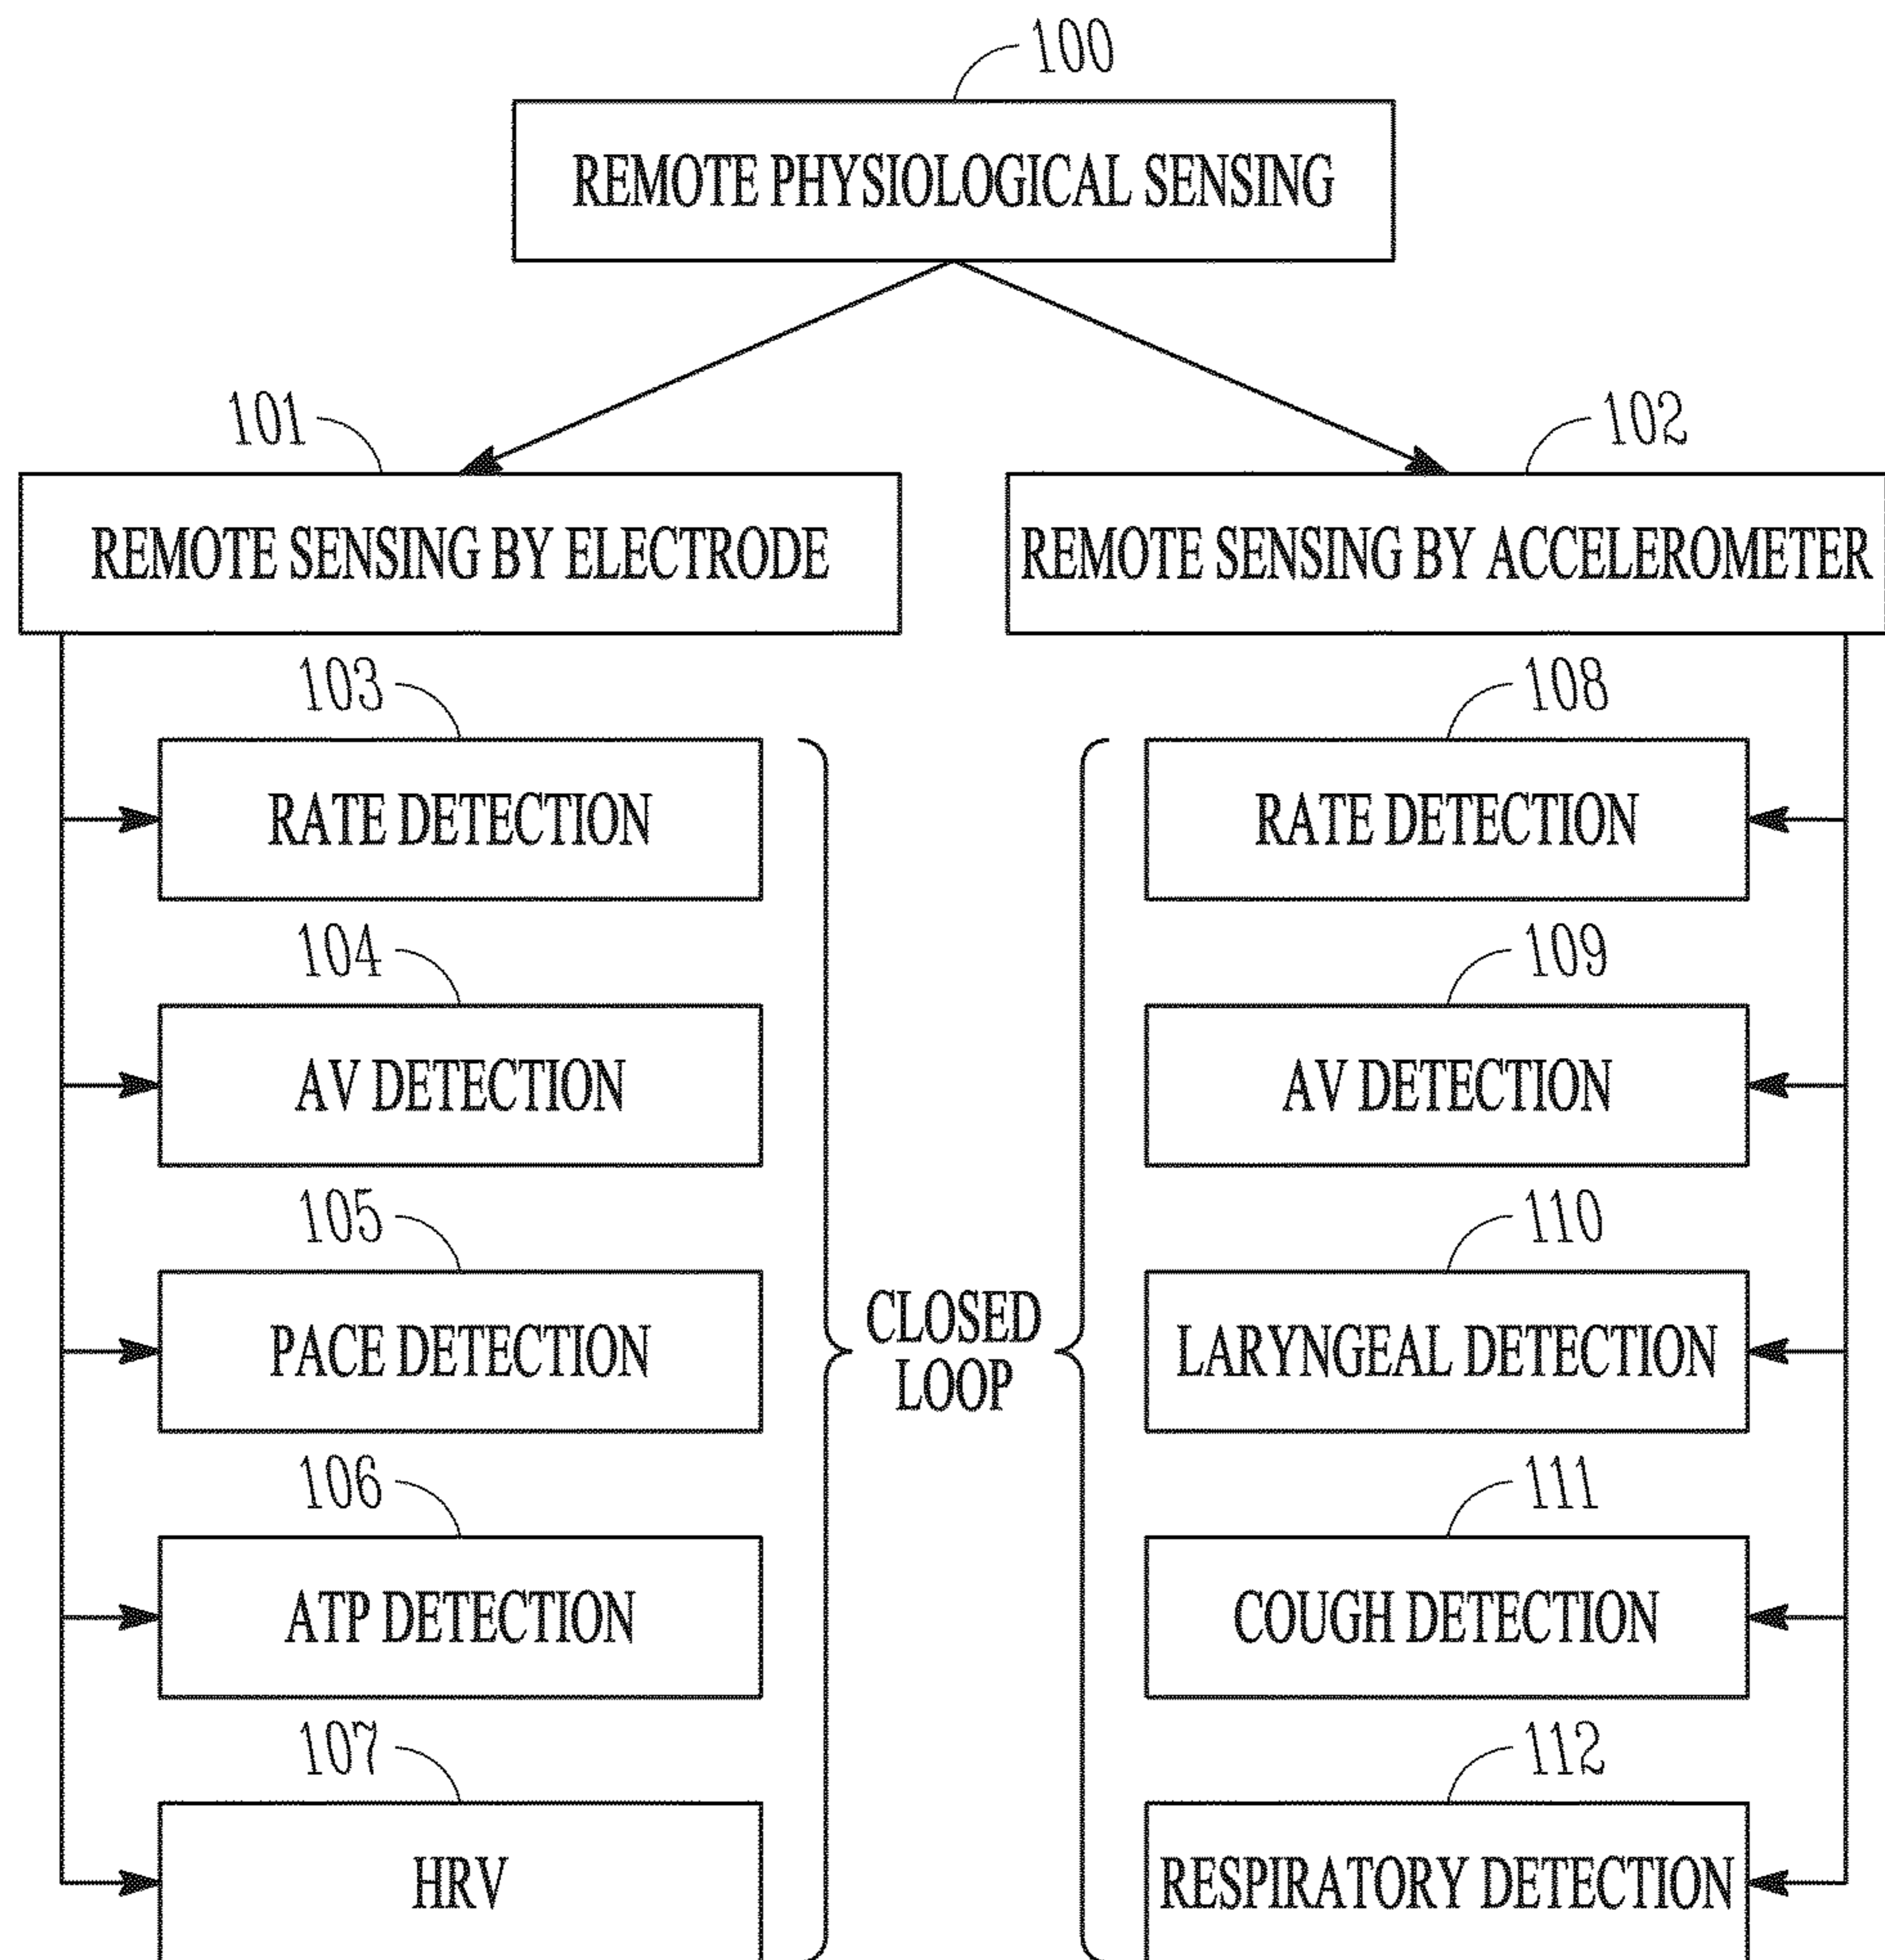 100
REMOTE PHYSIOLOGICAL SENSING
101
REMOTE SENSING BY ELECTRODE
102
REMOTE SENSING BY ACCELEROMETER
103
RATE DETECTION
104
AV DETECTION
105
PACE DETECTION
106
ATP DETECTION
107
HRV
CLOSED
LOOP
108
RATE DETECTION
109
AV DETECTION
110
LARYNGEAL DETECTION
111
COUGH DETECTION
112
RESPIRATORY DETECTION